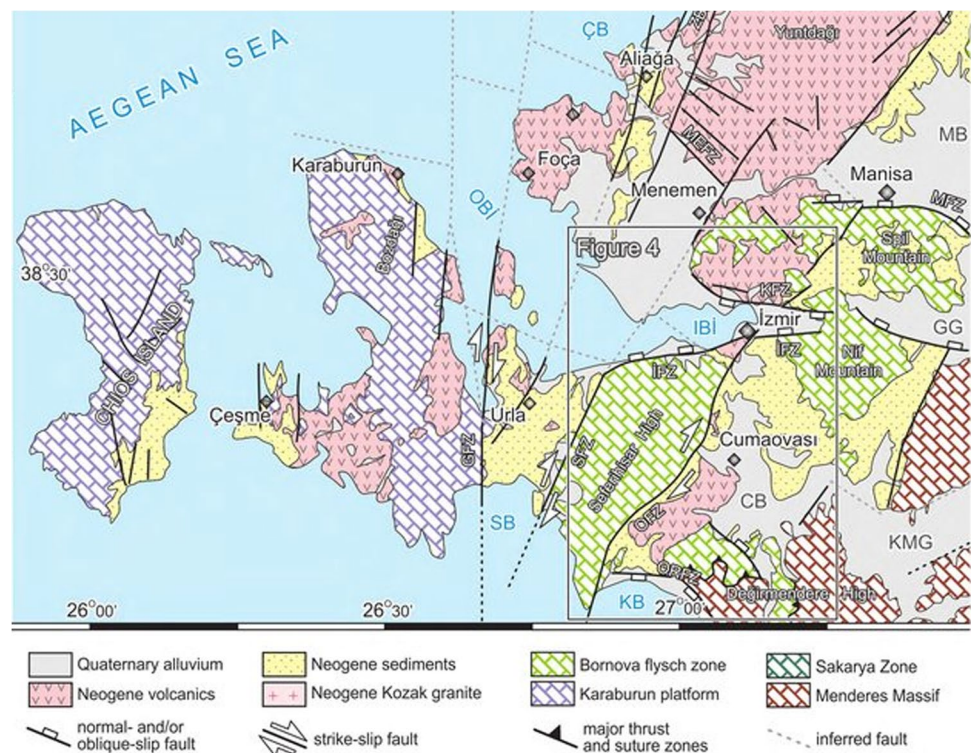 AEGEAN SEA
ÇB
ZB
Yuntdağı
Aliağa
MEFZ
MB
Karaburun
Foça
Menemen
Manisa
MFZ
OBİ
Bozdağı
Figure 4
Spil
Mountain
38°30'
KFZ
IBİ
İzmir
GG
CHIOS ISLAND
İFZ
İFZ
Nif
Mountain
Çeşme
Urla
GFZ
SFZ
Seferihisar High
Cumaovası
SB
OFZ
CB
KMG
ORFZ
26°00'
26°30'
KB
27°00'
Değirmendere High
Quaternary alluvium
Neogene sediments
Bornova flysch zone
Sakarya Zone
Neogene volcanics
Neogene Kozak granite
Karaburun platform
Menderes Massif
normal- and/or
oblique-slip fault
strike-slip fault
major thrust
and suture zones
inferred fault